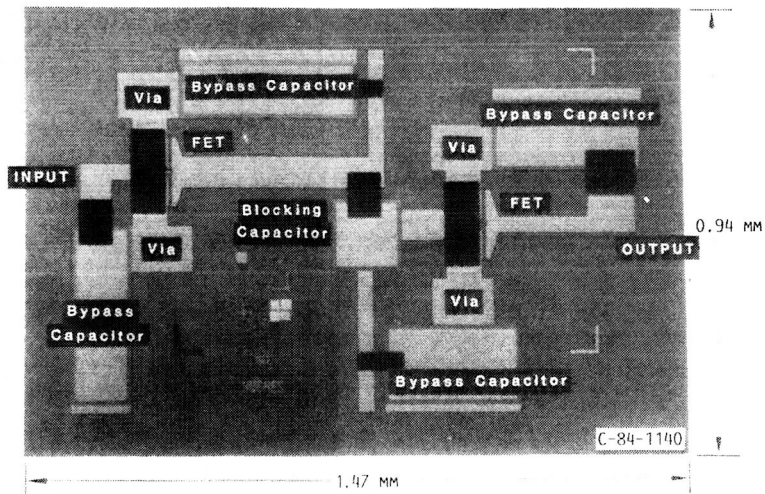 Bypass Capacitor
Via
FET
INPUT
Bypass Capacitor
Via
FET
Blocking
Capacitor
Via
OUTPUT
0.94 MM
Via
Bypass
Capacitor
Bypass Capacitor
C-84-1140
1.47 MM